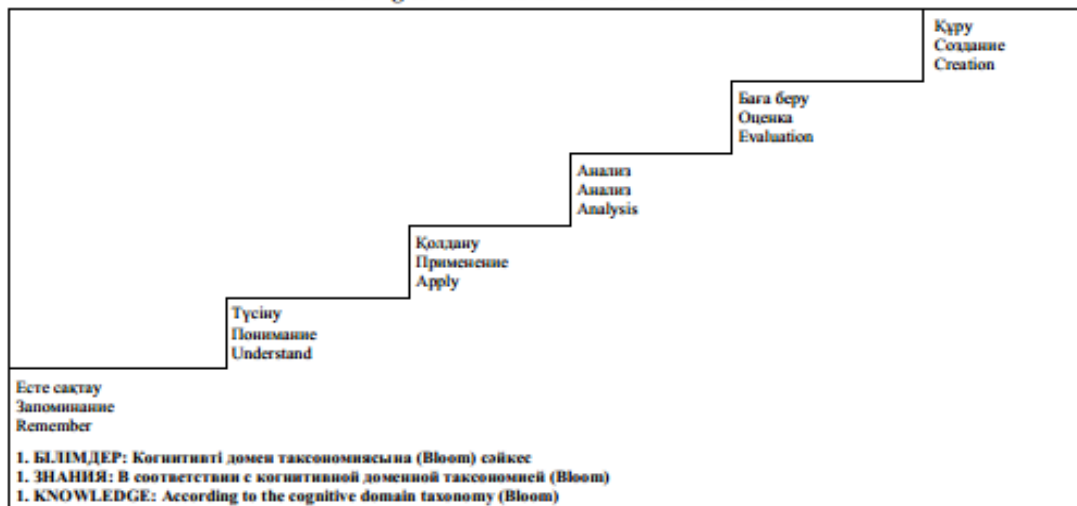 Құру
Создание
Creation
Баға беру
Оценка
Evaluation
Анализ
Анализ
Analysis
Қолдану
Применение
Apply
Түсіну
Понимание
Understand
Есте сақтау
Запоминание
Remember
1. БІЛІМДЕР: Когнитивті домен таксономиясына (Bloom) сәйкес
1. ЗНАНИЯ: В соответствии с когнитивной доменной таксономией (Bloom)
1. KNOWLEDGE: According to the cognitive domain taxonomy (Bloom)